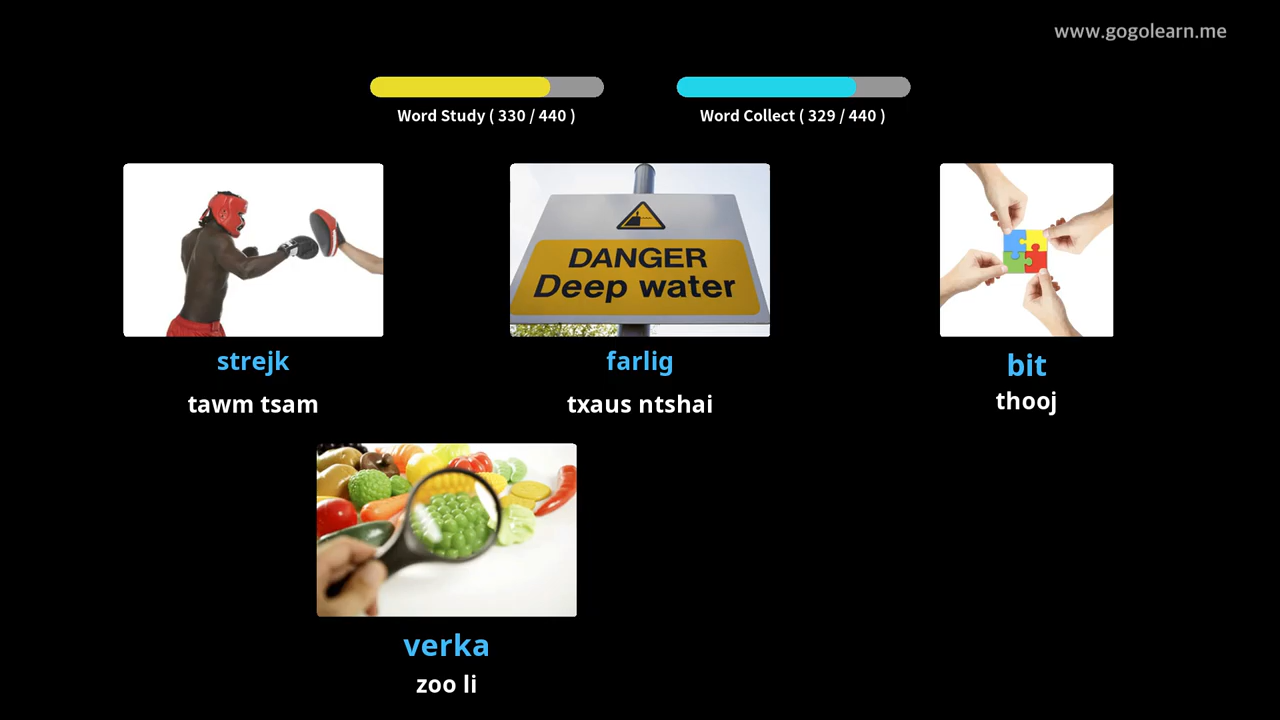 www.gogolearn.me
Word Study ( 330 / 440 )
Word Collect ( 329 / 440 )
DANGER
Deep water
strejk
farlig
bit
tawm tsam
txaus ntshai
thooj
verka
zoo li